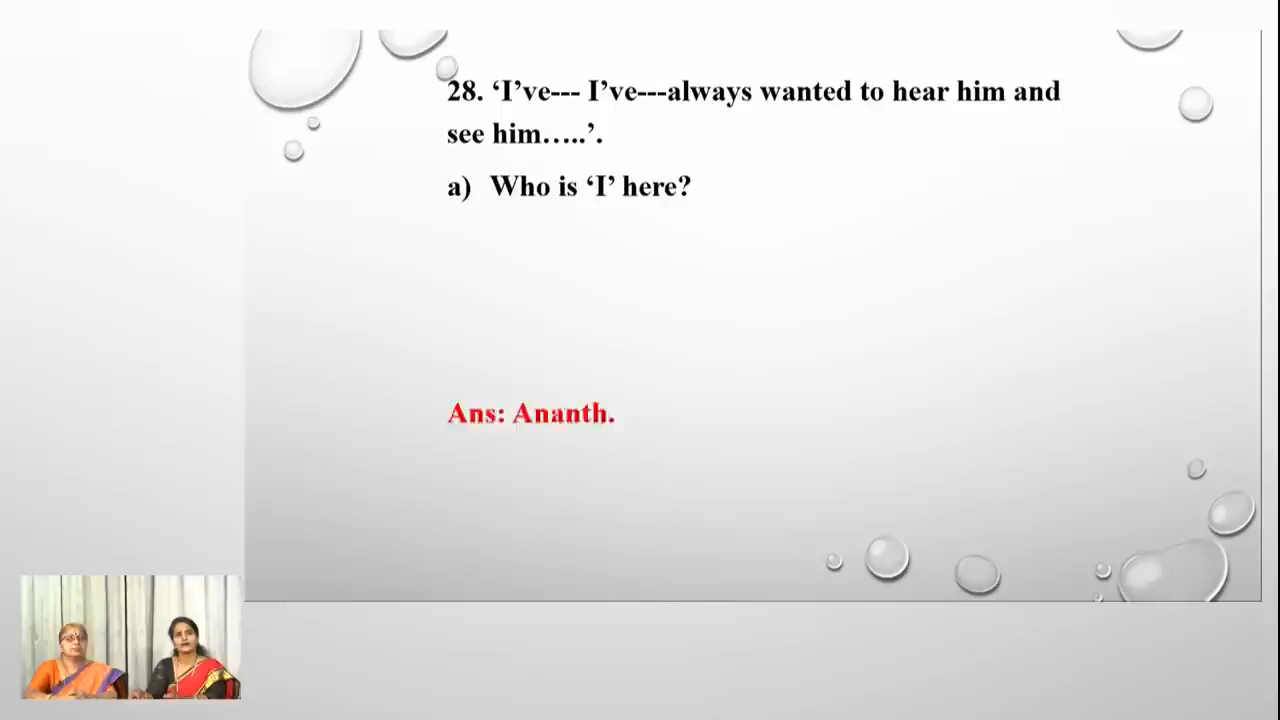 28. ‘I’ve--- I’ve---always wanted to hear him and
see him…..’.
a) Who is ‘I’ here?
Ans: Ananth.